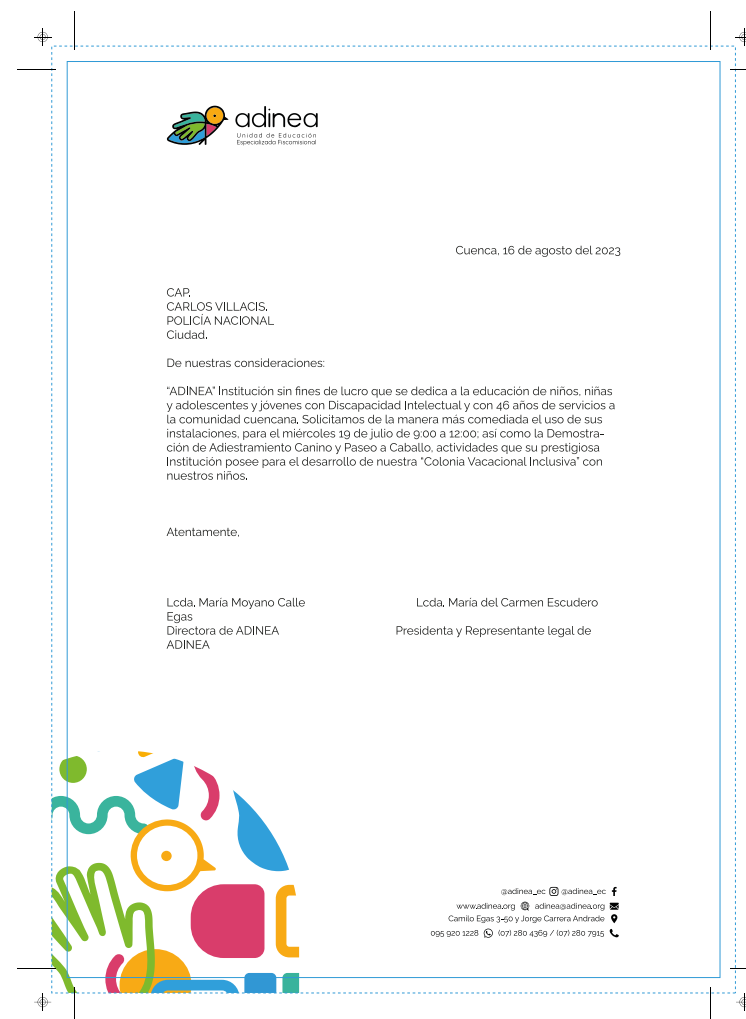 adinea
Unidad de Educación
Especializada Fiscomisional
Cuenca, 16 de agosto del 2023
CAP.
CARLOS VILLACIS.
POLICÍA NACIONAL
Ciudad.
De nuestras consideraciones:
“ADINEA” Institución sin fines de lucro que se dedica a la educación de niños, niñas
y adolescentes y jóvenes con Discapacidad Intelectual y con 46 años de servicios a
la comunidad cuencana, Solicitamos de la manera más comediada el uso de sus
instalaciones, para el miércoles 19 de julio de 9:00 a 12:00; así como la Demostra-
ción de Adiestramiento Canino y Paseo a Caballo, actividades que su prestigiosa
Institución posee para el desarrollo de nuestra “Colonia Vacacional Inclusiva” con
nuestros niños.
Atentamente,
Lcda. María Moyano Calle Lcda. María del Carmen Escudero
Egas
Directora de ADINEA Presidenta y Representante legal de
ADINEA
@adinea_ec @adinea_ec
www.adinea.org adinea@adinea.org
Camilo Egas 3-50 y Jorge Carrera Andrade
095 920 1228 (07) 280 4369 / (07) 280 7915